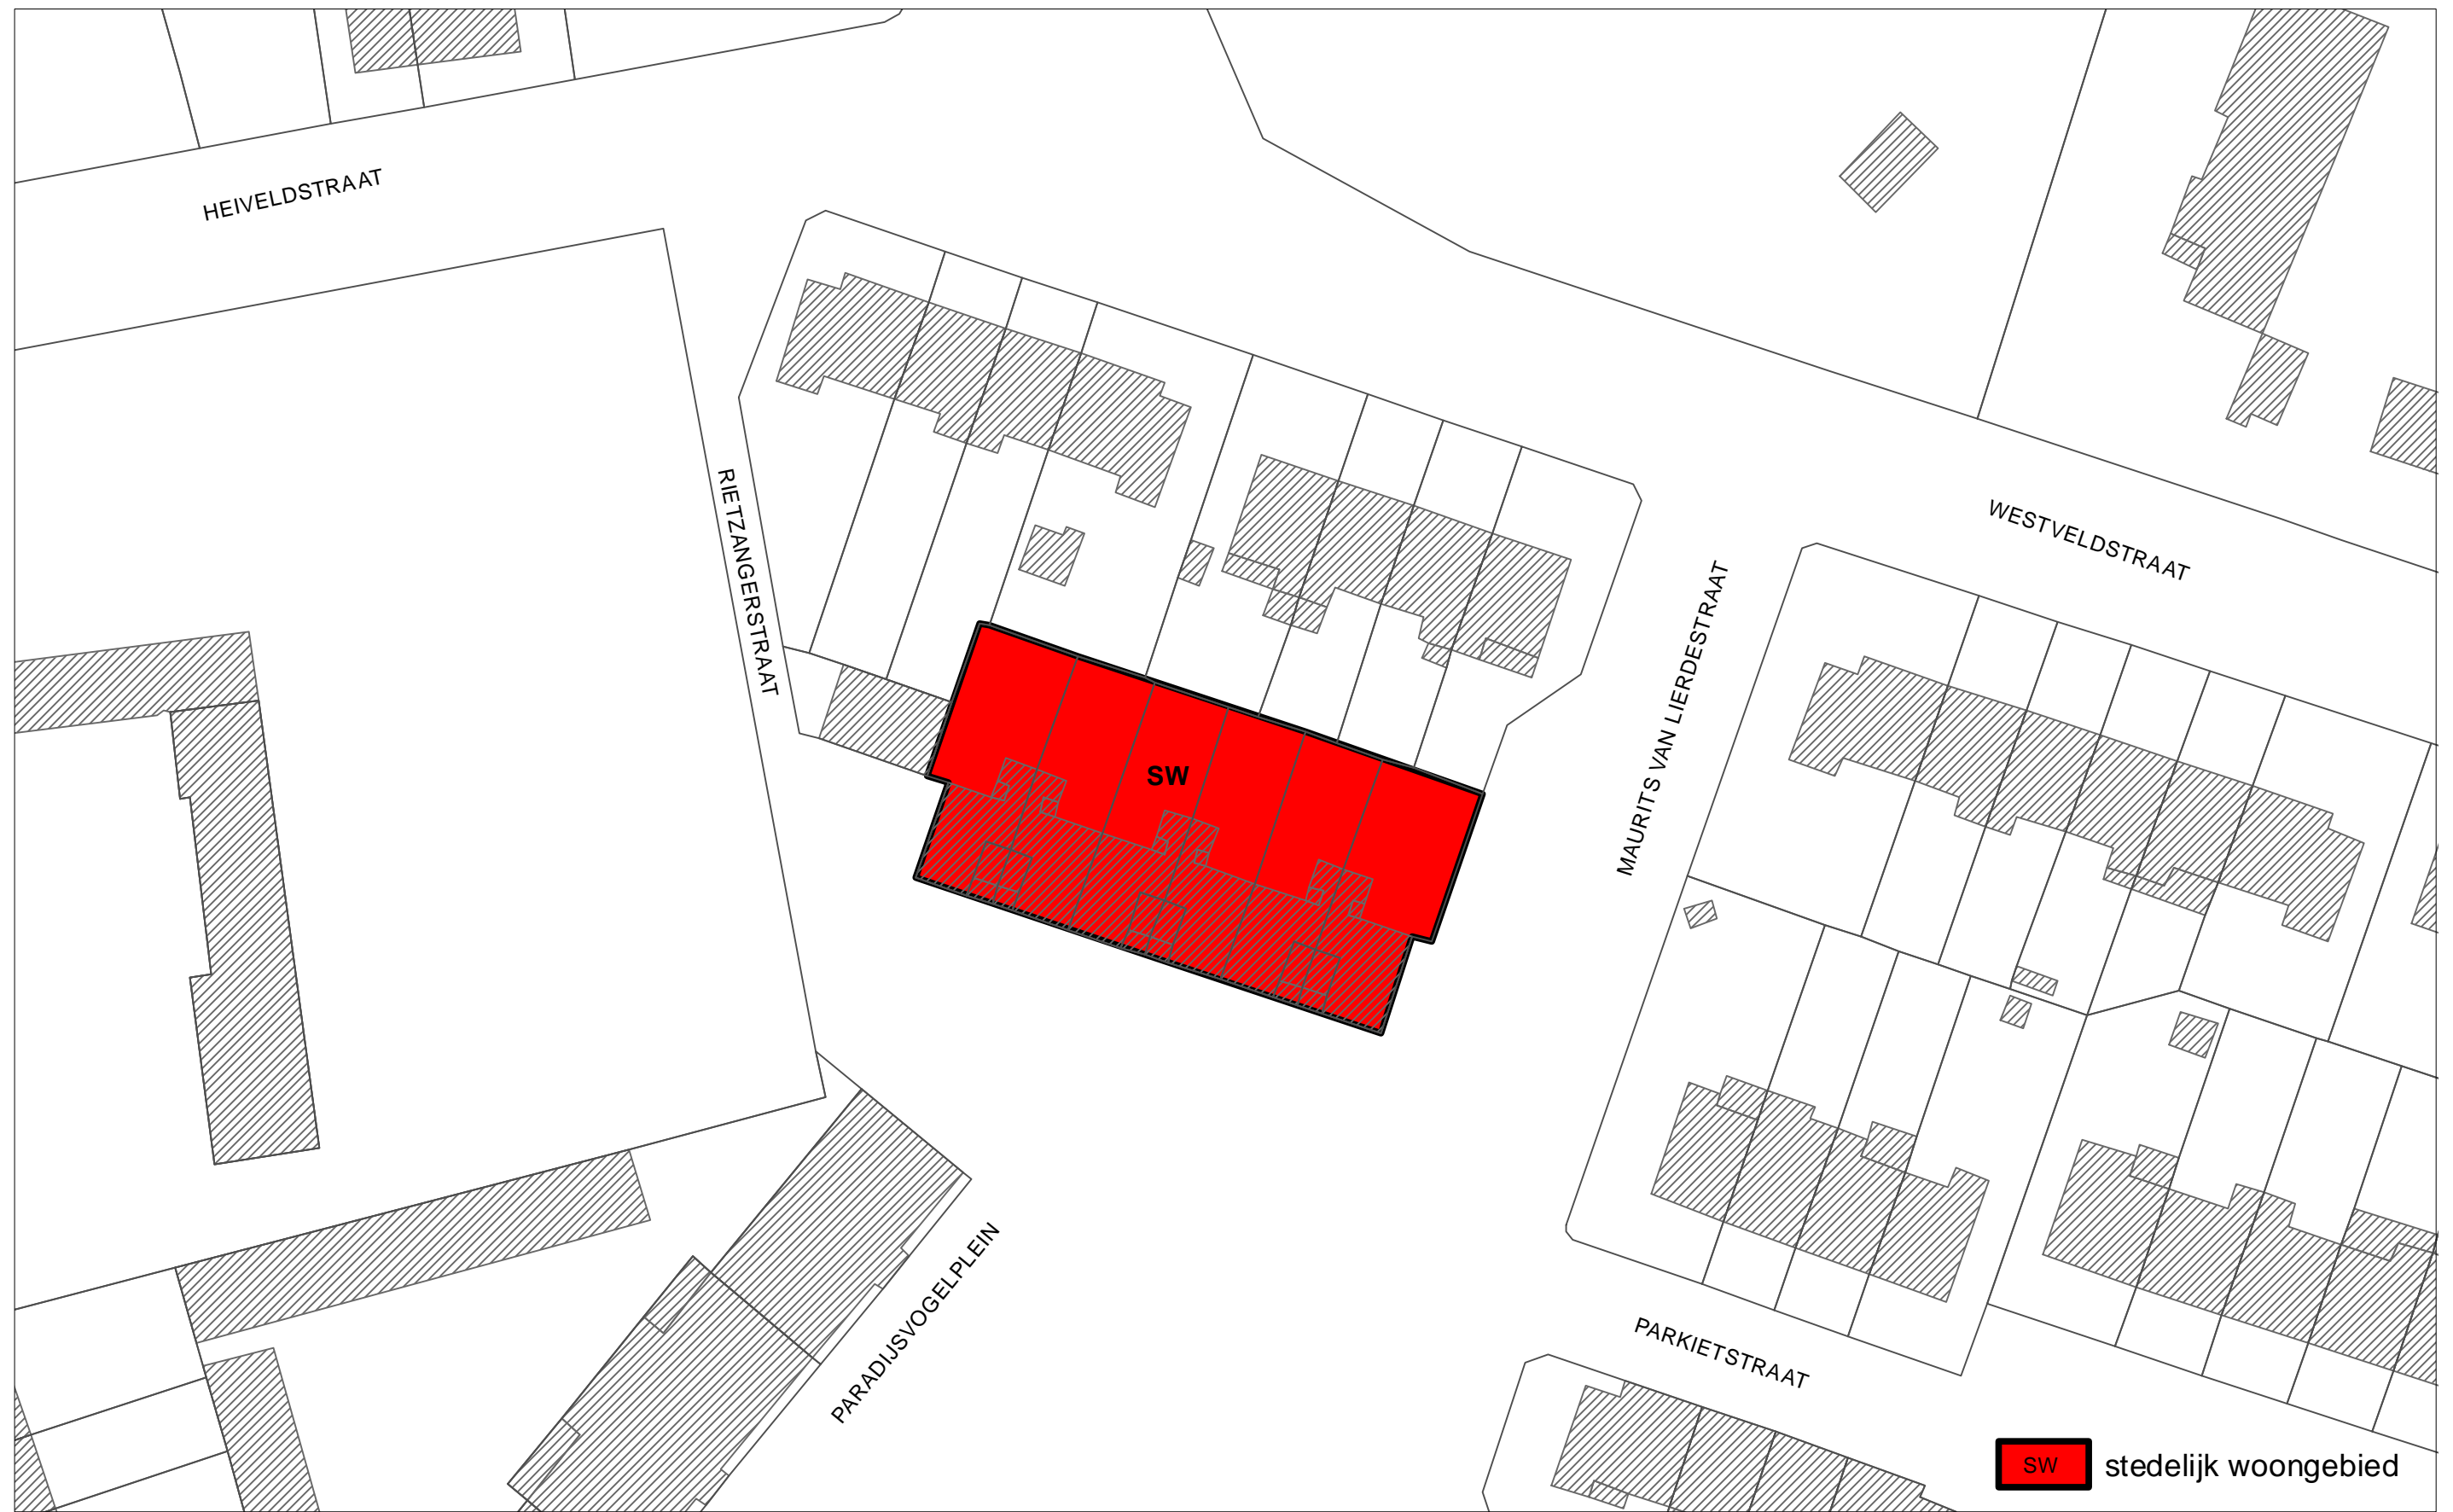 HEIVELDSTRAAT
RIETZANGERSTRAAT
WESTVELDSTRAAT
MAURITS VAN LIERDESTRAAT
SW
PARADIJSVOGELPLEIN
PARKIETSTRAAT
SW stedelijk woongebied